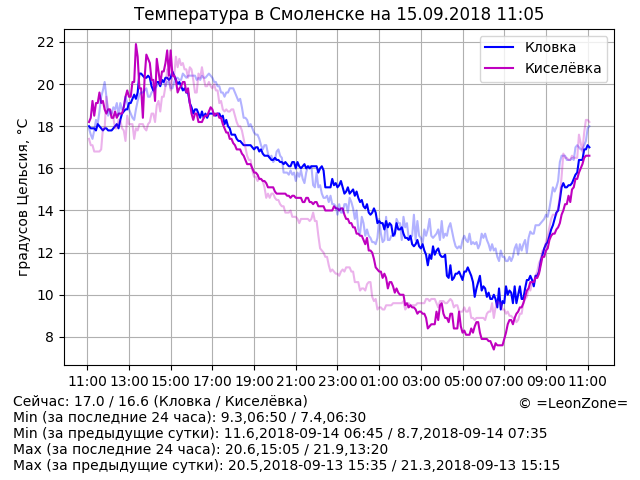 Температура в Смоленске на 15.09.2018 11:05
градусов Цельсия, °C
22
20
18
16
14
12
10
8
Кловка
Киселёвка
11:00 13:00 15:00 17:00 19:00 21:00 23:00 01:00 03:00 05:00 07:00 09:00 11:00
Сейчас: 17.0 / 16.6 (Кловка / Киселёвка)
© =LeonZone=
Min (за последние 24 часа): 9.3,06:50 / 7.4,06:30
Min (за предыдущие сутки): 11.6,2018-09-14 06:45 / 8.7,2018-09-14 07:35
Max (за последние 24 часа): 20.6,15:05 / 21.9,13:20
Max (за предыдущие сутки): 20.5,2018-09-13 15:35 / 21.3,2018-09-13 15:15